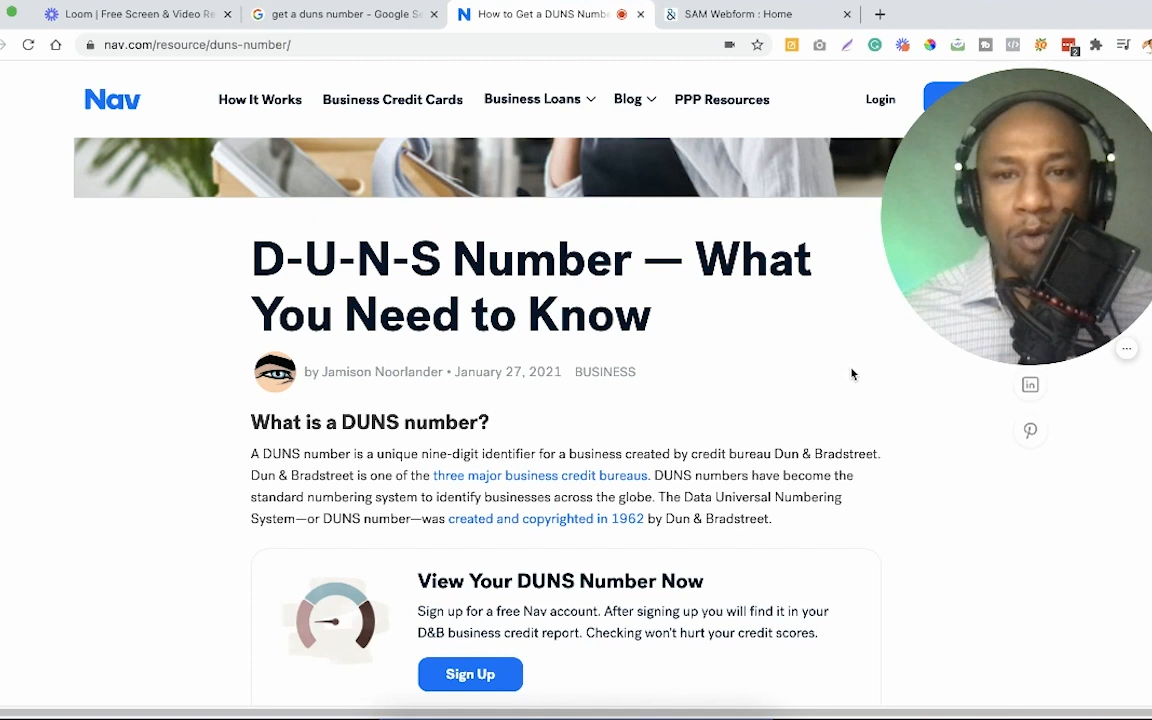 Loom | Free Screen & Video Re
get a duns number - Google Se
How to Get a DUNS Numb
SAM Webform : Home
nav.com/resource/duns-number/
2
Nav
How It Works
Business Credit Cards
Business Loans
Blog
PPP Resources
Login
D-U-N-S Number — What
You Need to Know
by Jamison Noorlander • January 27, 2021 BUSINESS
What is a DUNS number?
A DUNS number is a unique nine-digit identifier for a business created by credit bureau Dun & Bradstreet.
Dun & Bradstreet is one of the three major business credit bureaus. DUNS numbers have become the
standard numbering system to identify businesses across the globe. The Data Universal Numbering
System—or DUNS number—was created and copyrighted in 1962 by Dun & Bradstreet.
View Your DUNS Number Now
Sign up for a free Nav account. After signing up you will find it in your
D&B business credit report. Checking won't hurt your credit scores.
Sign Up